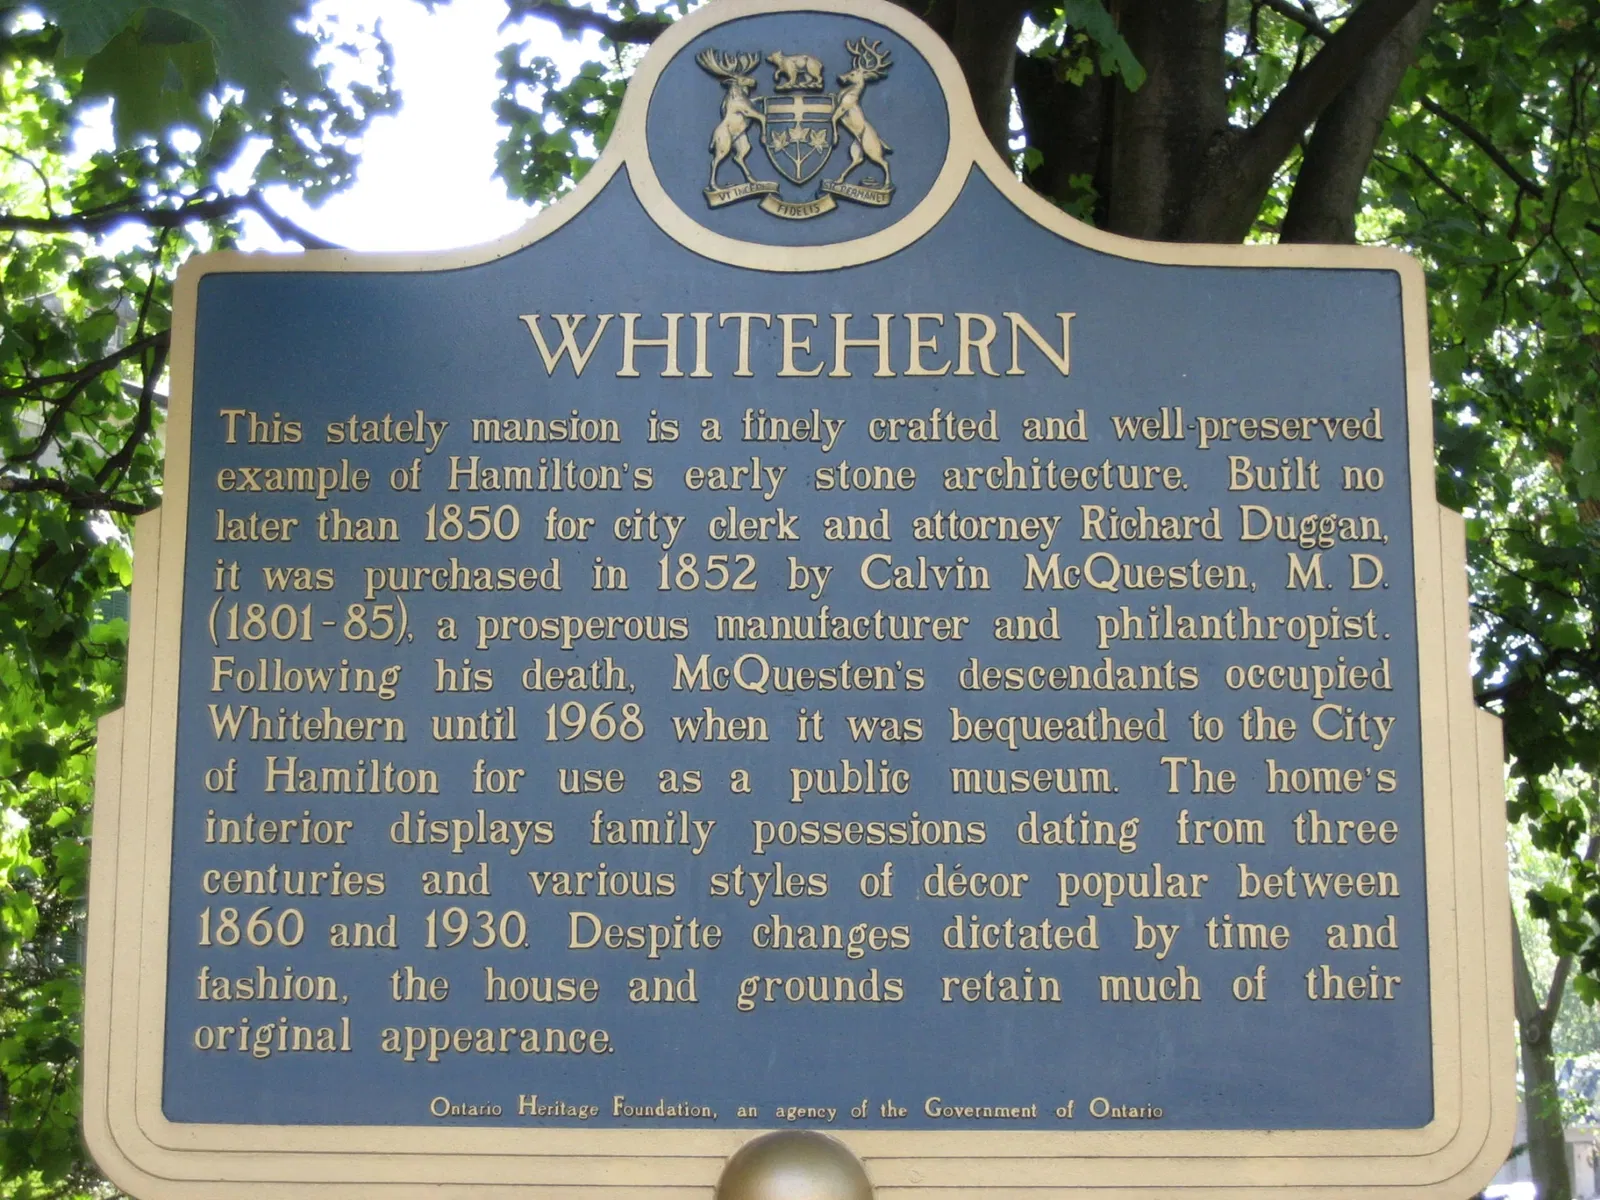 VT INCEPIT
SIC PERMANET
FIDELIS
WHITEHERN
This stately mansion is a finely crafted and well-preserved
example of Hamilton's early stone architecture. Built no
later than 1850 for city clerk and attorney Richard Duggan,
it was purchased in 1852 by Calvin McQuesten, M. D.
(1801-85), a prosperous manufacturer and philanthropist.
Following his death, McQuesten's descendants occupied
Whitehern until 1968 when it was bequeathed to the City
of Hamilton for use as a public museum. The home's
interior displays family possessions dating from three
centuries and various styles of décor popular between
1860 and 1930. Despite changes dictated by time and
fashion, the house and grounds retain much of their
original appearance.
Ontario Heritage Foundation, an agency of the Government of Ontario